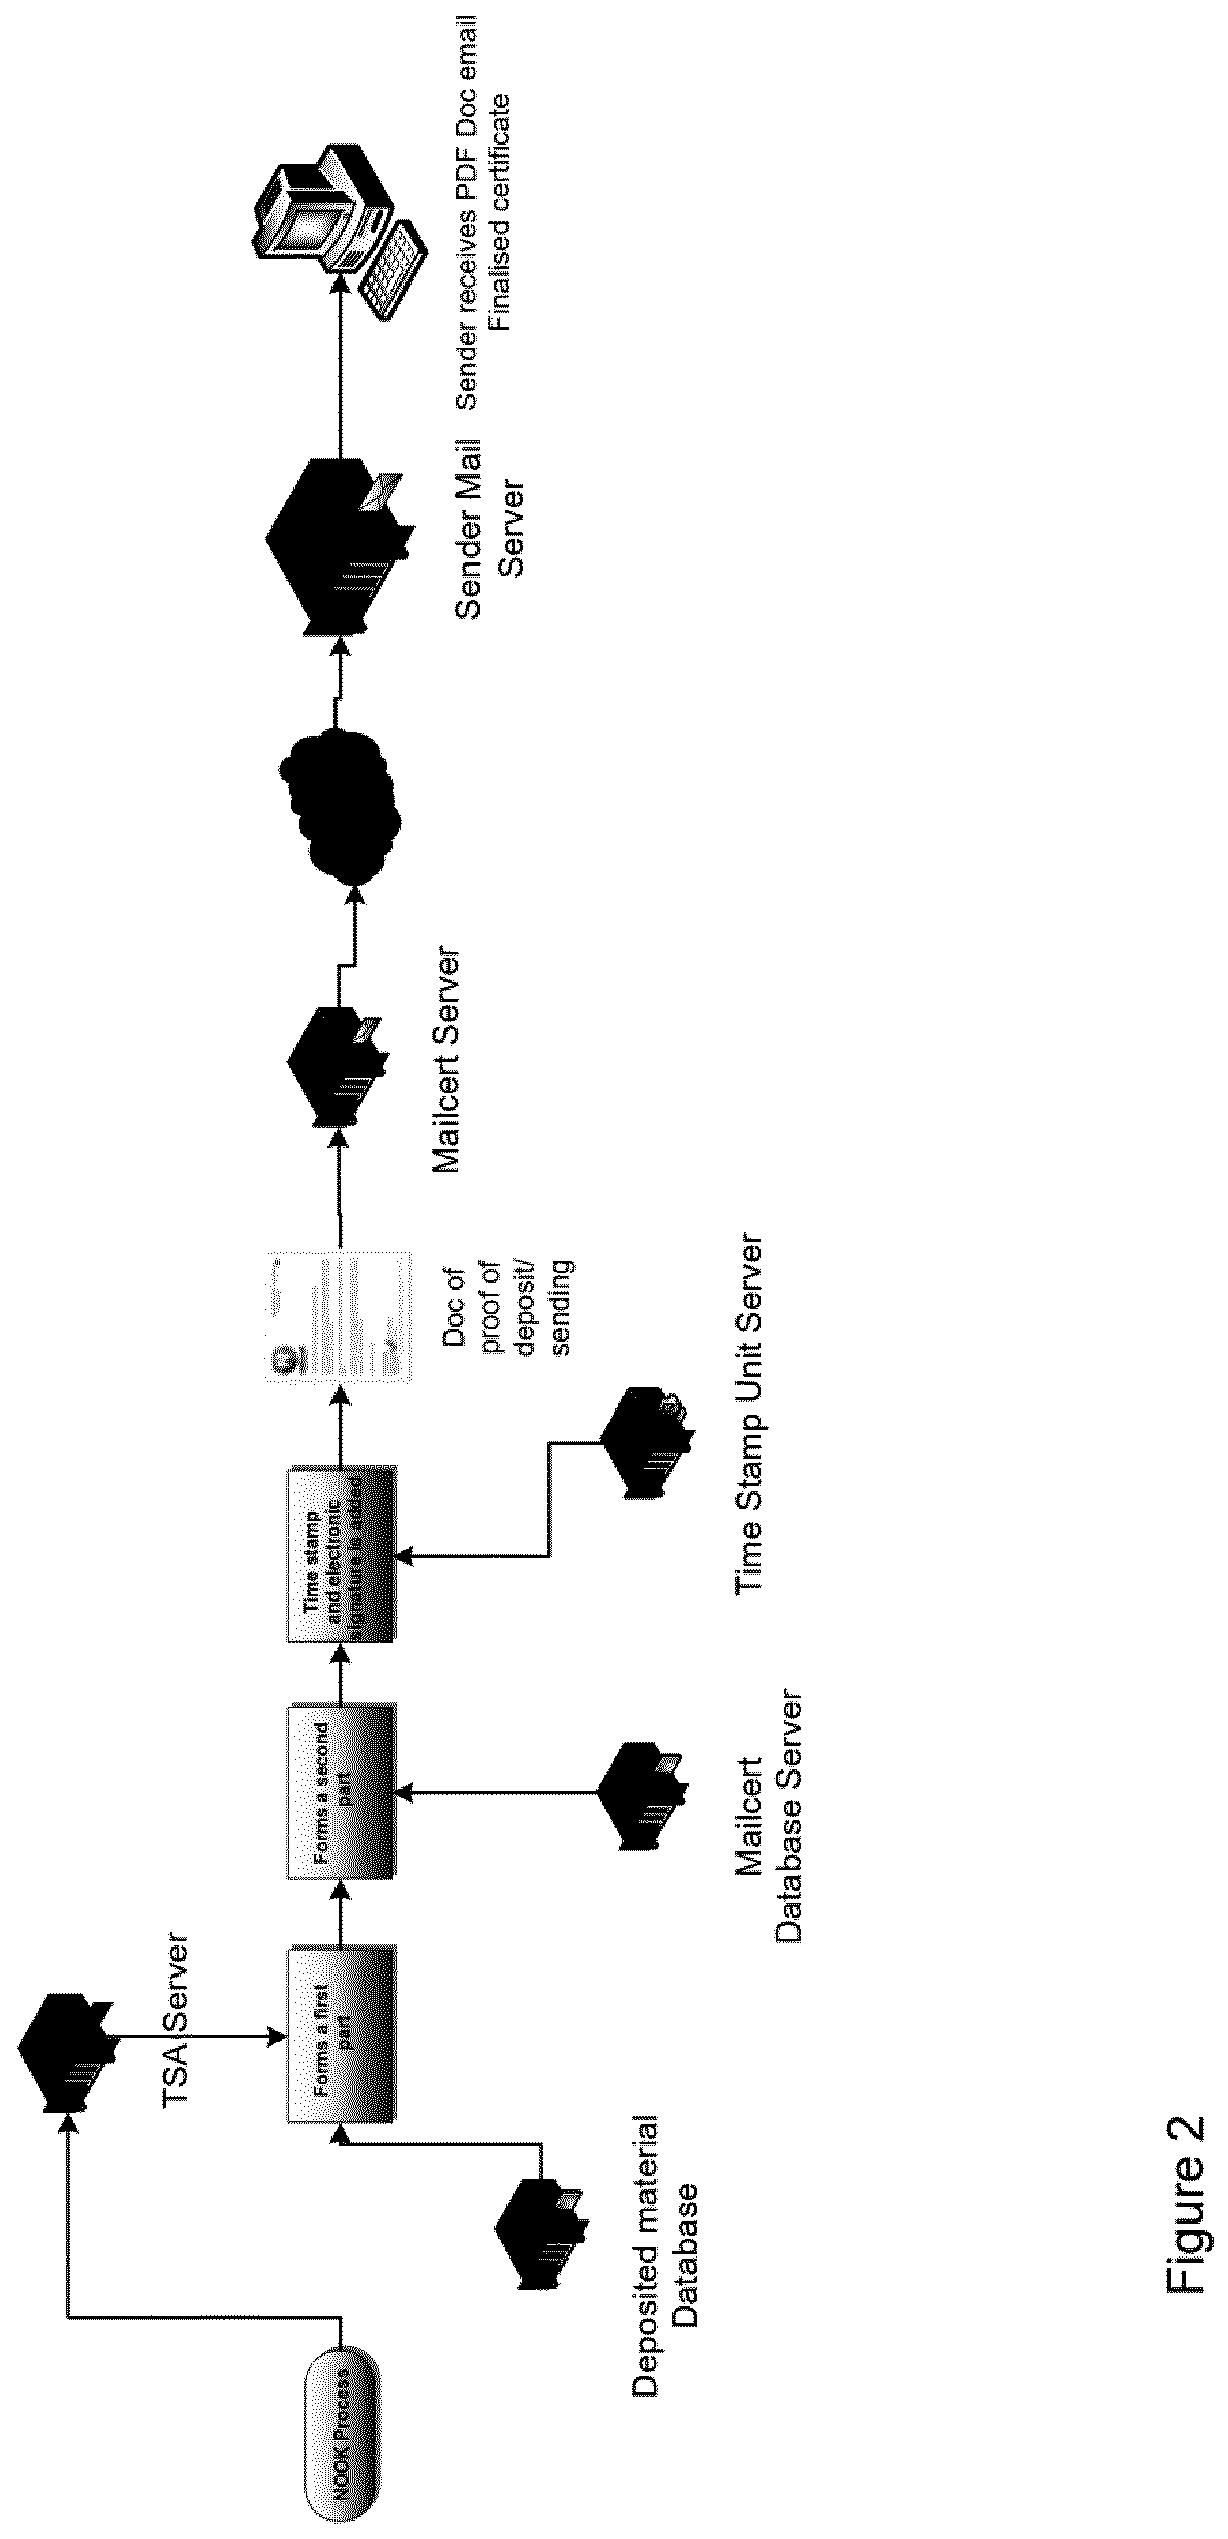 NOOK Process
TSA Server
Deposited material
Database
Forms a first
part
Forms a second
part
Mailcert
Database Server
Time stamp
and electronic
signature is added
Time Stamp Unit Server
Doc of
proof of
deposit/
sending
Mailcert Server
Sender Mail
Server
Sender receives PDF Doc email
Finalised certificate
Figure 2